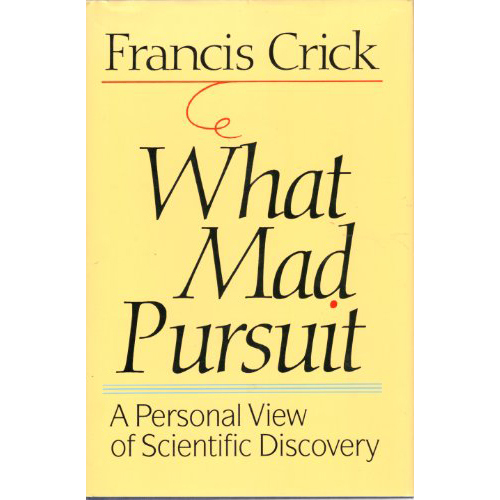 Francis Crick
What
Mad
Pursuit
A Personal View
of Scientific Discovery